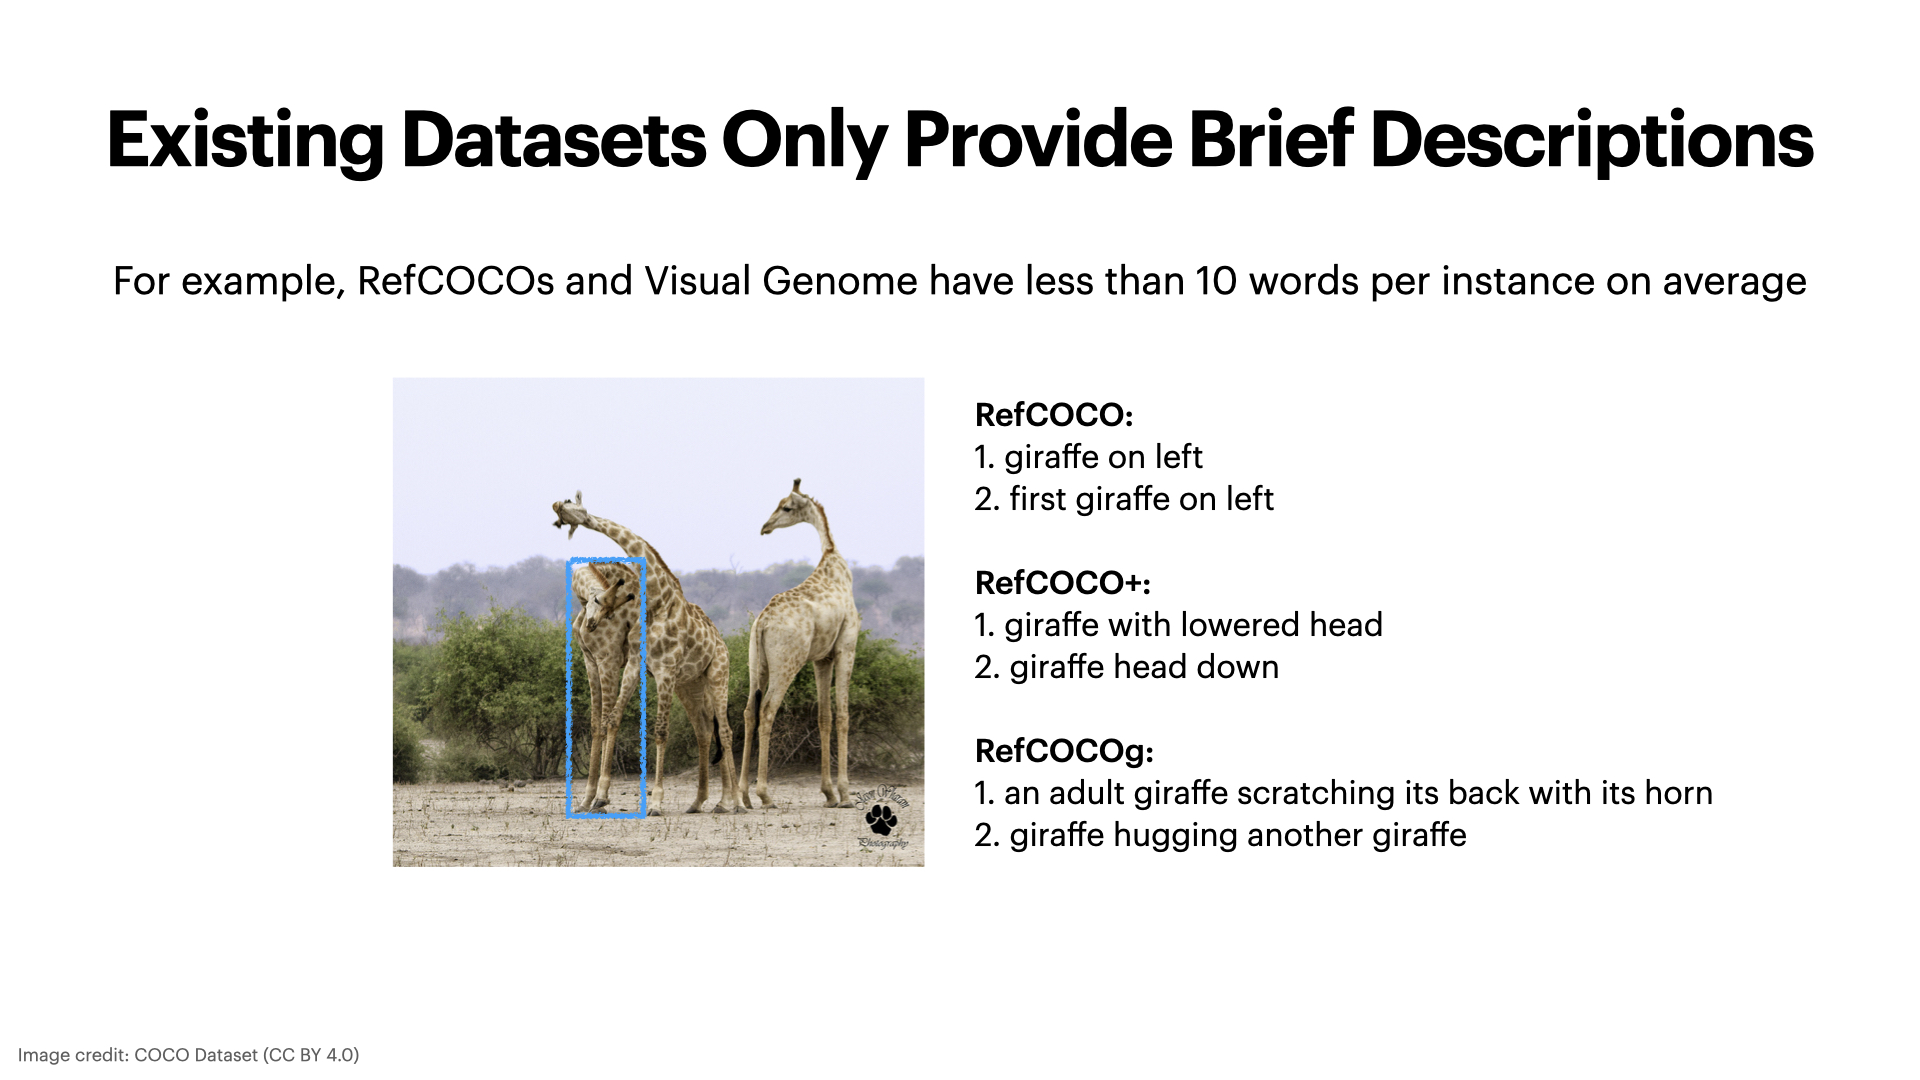 Existing Datasets Only Provide Brief Descriptions
For example, RefCOCOs and Visual Genome have less than 10 words per instance on average
RefCOCO:
1. giraffe on left
2. first giraffe on left
RefCOCO+:
1. giraffe with lowered head
2. giraffe head down
RefCOCOg:
1. an adult giraffe scratching its back with its horn
2. giraffe hugging another giraffe
Photography
Image credit: COCO Dataset (CC BY 4.0)